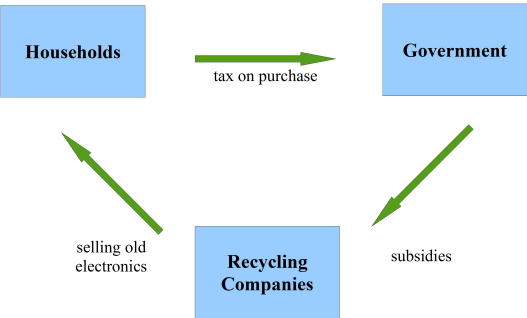 Households
Government
tax on purchase
selling old
electronics
Recycling
Companies
subsidies